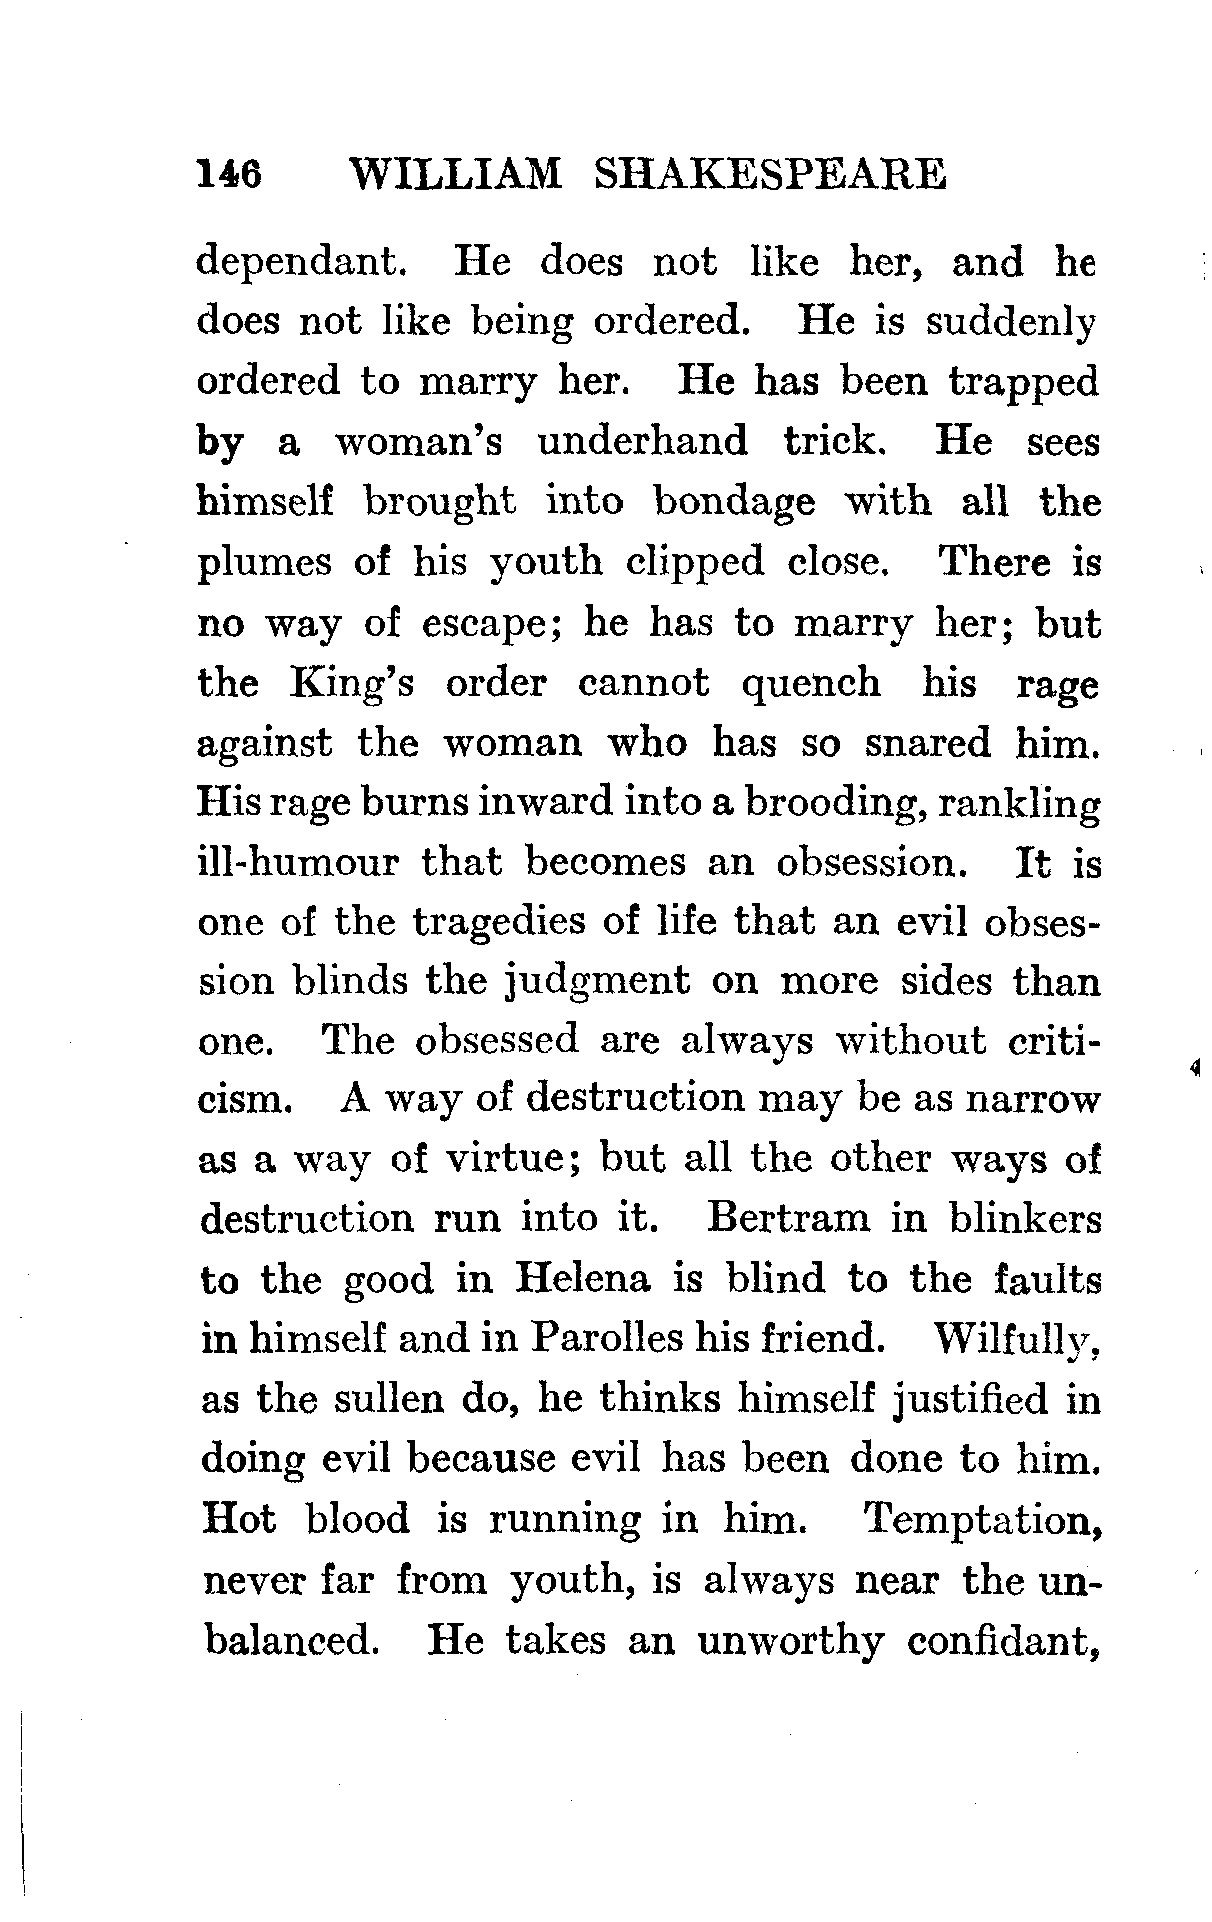 146 WILLIAM SHAKESPEARE
dependant. He does not like her, and he
does not like being ordered. He is suddenly
ordered to marry her. He has been trapped
by a woman's underhand trick. He sees
himself brought into bondage with all the
plumes of his youth clipped close. There is
no way of escape; he has to marry her; but
the King's order cannot quench his rage
against the woman who has so snared him.
His rage burns inward into a brooding, rankling
ill-humour that becomes an obsession. It is
one of the tragedies of life that an evil obses-
sion blinds the judgment on more sides than
one. The obsessed are always without criti-
cism. A way of destruction may be as narrow
as a way of virtue; but all the other ways of
destruction run into it. Bertram in blinkers
to the good in Helena is blind to the faults
in himself and in Parolles his friend. Wilfully,
as the sullen do, he thinks himself justified in
doing evil because evil has been done to him.
Hot blood is running in him. Temptation,
never far from youth, is always near the un-
balanced. He takes an unworthy confidant,